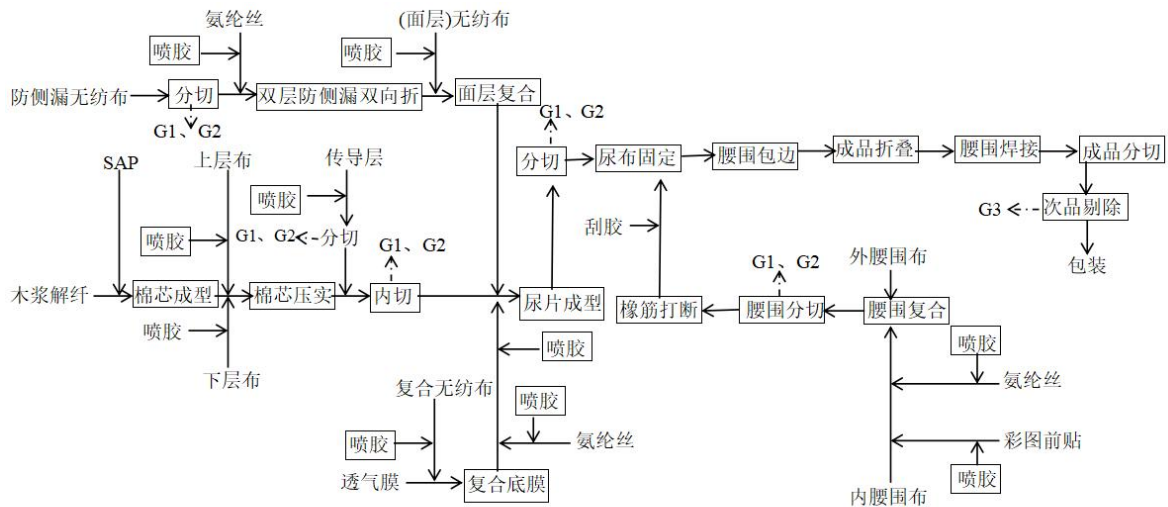 氨纶丝
(面层)无纺布
喷胶
喷胶
防侧漏无纺布
分切
双层防侧漏双向折
面层复合
G1、G2
G1、G2
SAP
上层布
传导层
分切
尿布固定
腰围包边
成品折叠
腰围焊接
成品分切
喷胶
G3
次品剔除
喷胶
G1、G2
分切
G1、G2
刮胶
包装
外腰围布
G1、G2
木浆解纤
棉芯成型
棉芯压实
内切
尿片成型
橡筋打断
腰围分切
腰围复合
喷胶
喷胶
喷胶
下层布
复合无纺布
喷胶
氨纶丝
喷胶
氨纶丝
彩图前贴
透气膜
复合底膜
喷胶
内腰围布